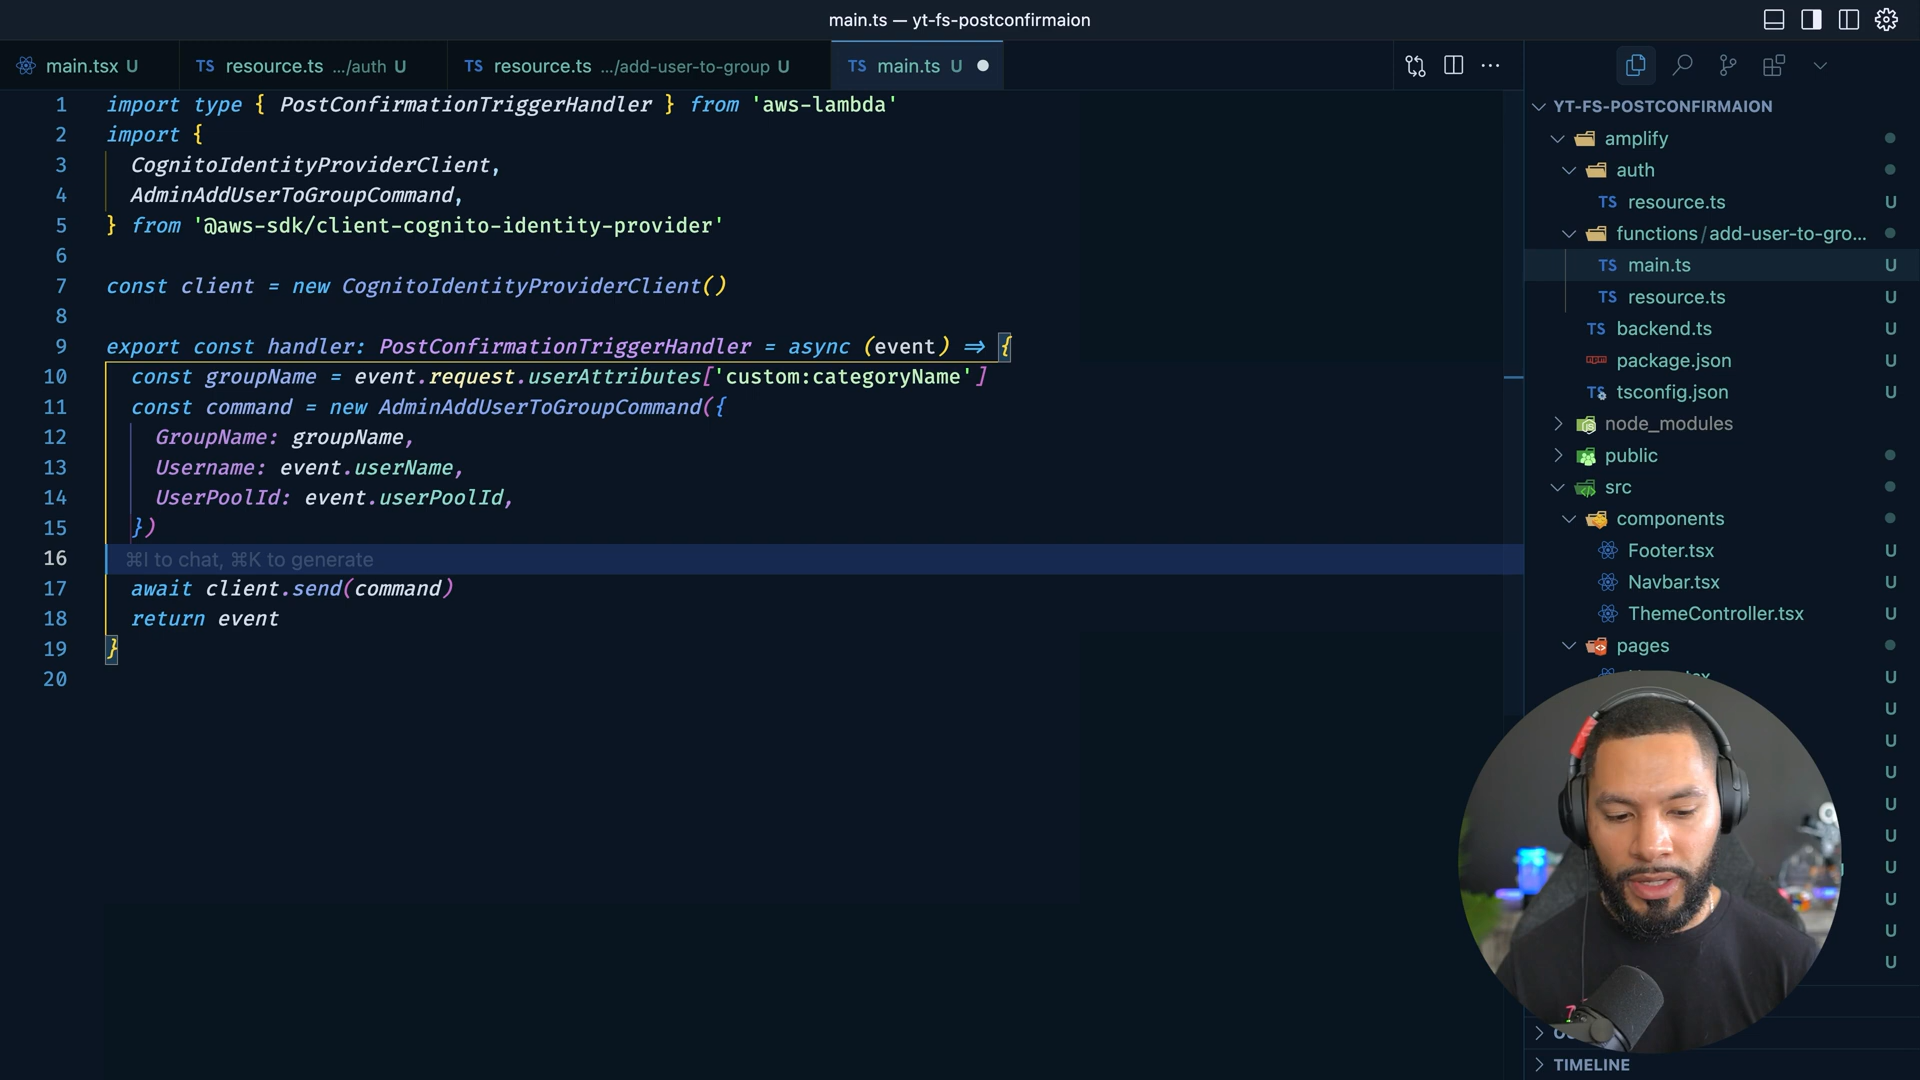 main.ts — yt-fs-postconfirmaion
main.tsx U
TS resource.ts .../auth U
TS resource.ts .../add-user-to-group U
TS main.ts U
1 import type { PostConfirmationTriggerHandler } from 'aws-lambda'
2 import {
3 CognitoIdentityProviderClient,
4 AdminAddUserToGroupCommand,
5 } from '@aws-sdk/client-cognito-identity-provider'
6
7 const client = new CognitoIdentityProviderClient()
8
9 export const handler: PostConfirmationTriggerHandler = async (event) => {
10 const groupName = event.request.userAttributes['custom:categoryName']
11 const command = new AdminAddUserToGroupCommand({
12 GroupName: groupName,
13 Username: event.userName,
14 UserPoolId: event.userPoolId,
15 })
16 ⌘I to chat, ⌘K to generate
17 await client.send(command)
18 return event
19 }
20
YT-FS-POSTCONFIRMAION
amplify
auth
TS resource.ts U
functions/add-user-to-gro...
TS main.ts U
TS resource.ts U
TS backend.ts U
package.json U
TS tsconfig.json U
node_modules
public
src
components
Footer.tsx U
Navbar.tsx U
ThemeController.tsx U
pages
U
U
U
U
U
U
U
U
U
U
TIMELINE